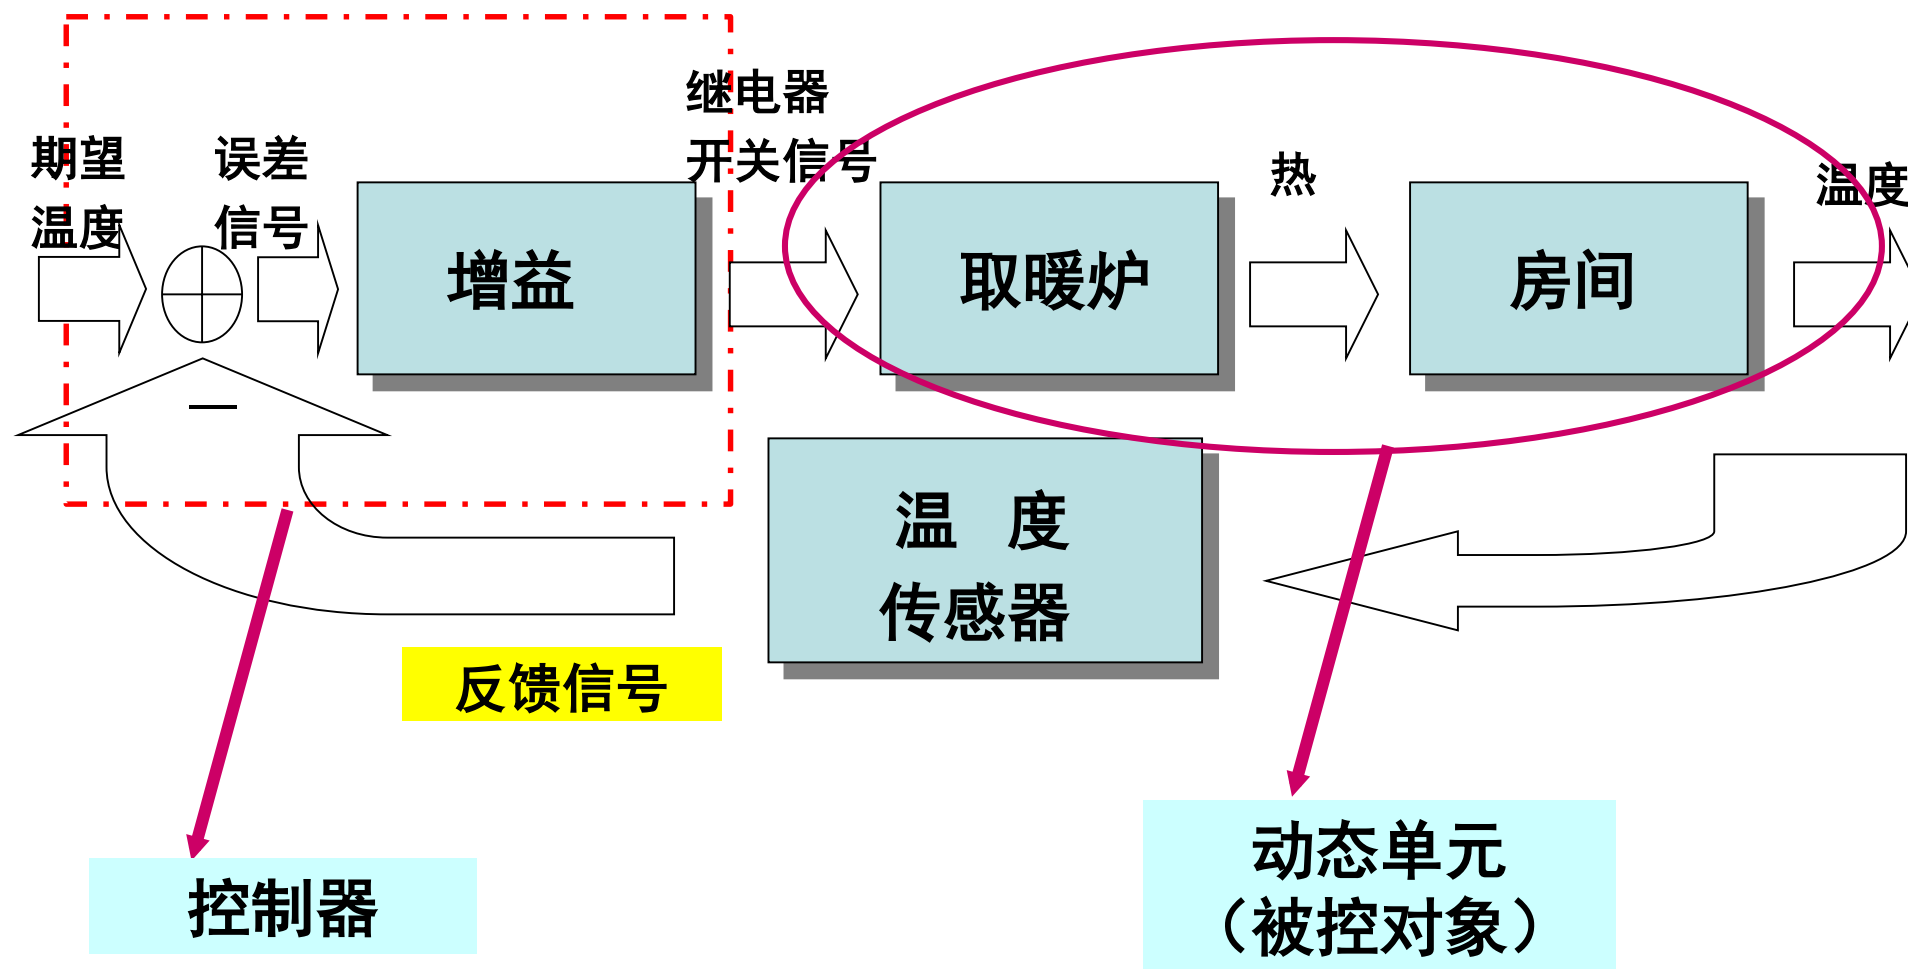 继电器
开关信号
期望
温度
误差
信号
热
温度
增益
取暖炉
房间
—
温 度
传感器
反馈信号
动态单元
（被控对象）
控制器